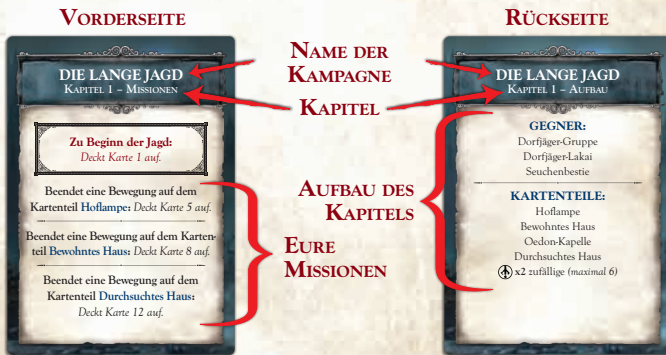 VORDERSEITE
DIE LANGE JAGD
KAPITEL 1 – MISSIONEN
Zu Beginn der Jagd:
Deckt Karte 1 auf.
Beendet eine Bewegung auf dem
Kartenteil Hoflampe: Deckt Karte 5 auf.
Beendet eine Bewegung auf dem Karten-
teil Bewohntes Haus: Deckt Karte 8 auf.
Beendet eine Bewegung auf dem
Kartenteil Durchsuchtes Haus:
Deckt Karte 12 auf.
NAME DER
KAMPAGNE
KAPITEL
AUFBAU DES
KAPITELS
EURE
MISSIONEN
RÜCKSEITE
DIE LANGE JAGD
KAPITEL 1 – AUFBAU
GEGNER:
Dorfjäger-Gruppe
Dorfjäger-Lakai
Seuchenbestie
KARTENTEILE:
Hoflampe
Bewohntes Haus
Oedon-Kapelle
Durchsuchtes Haus
x2 zufällige (maximal 6)